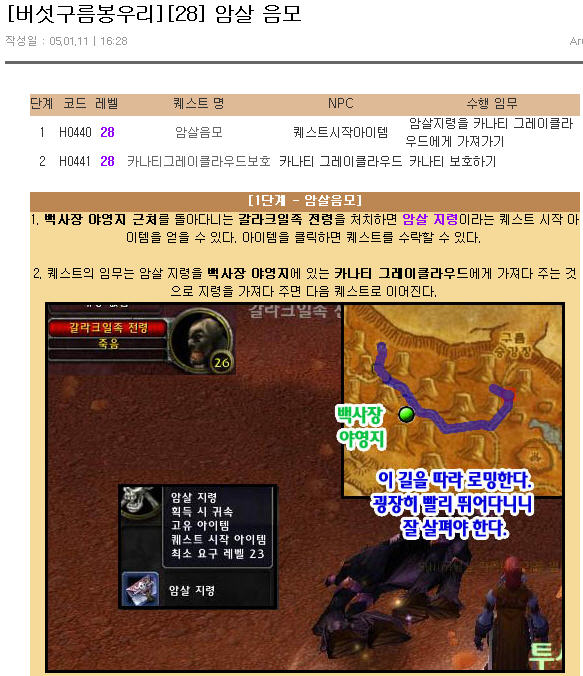 [버섯구름봉우리][28] 암살 음모
작성일 : 05.01.11 | 16:28
단계 코드 레벨 퀘스트 명 NPC 수행 임무
1 H0440 28 암살음모 퀘스트시작아이템 암살지령을 카나티 그레이클라
우드에게 가져가기
2 H0441 28 카나티그레이클라우드보호 카나티 그레이클라우드 카나티 보호하기
[1단계 - 암살음모]
1. 백사장 야영지 근처를 돌아다니는 갈라크일족 전령을 처치하면 암살 지령이라는 퀘스트 시작 아
이템을 얻을 수 있다. 아이템을 클릭하면 퀘스트를 수락할 수 있다.
2. 퀘스트의 임무는 암살 지령을 백사장 야영지에 있는 카나티 그레이클라우드에게 가져다 주는 것
으로 지령을 가져다 주면 다음 퀘스트로 이어진다.
갈라크일족 전
갈라크일족 전령
죽음
26
구름
승강장
백사장
야영지
이 길을 따라 로밍한다.
굉장히 빨리 뛰어다니니
잘 살펴야 한다.
암살 지령
획득 시 귀속
고유 아이템
퀘스트 시작 아이템
최소 요구 레벨 23
암살 지령